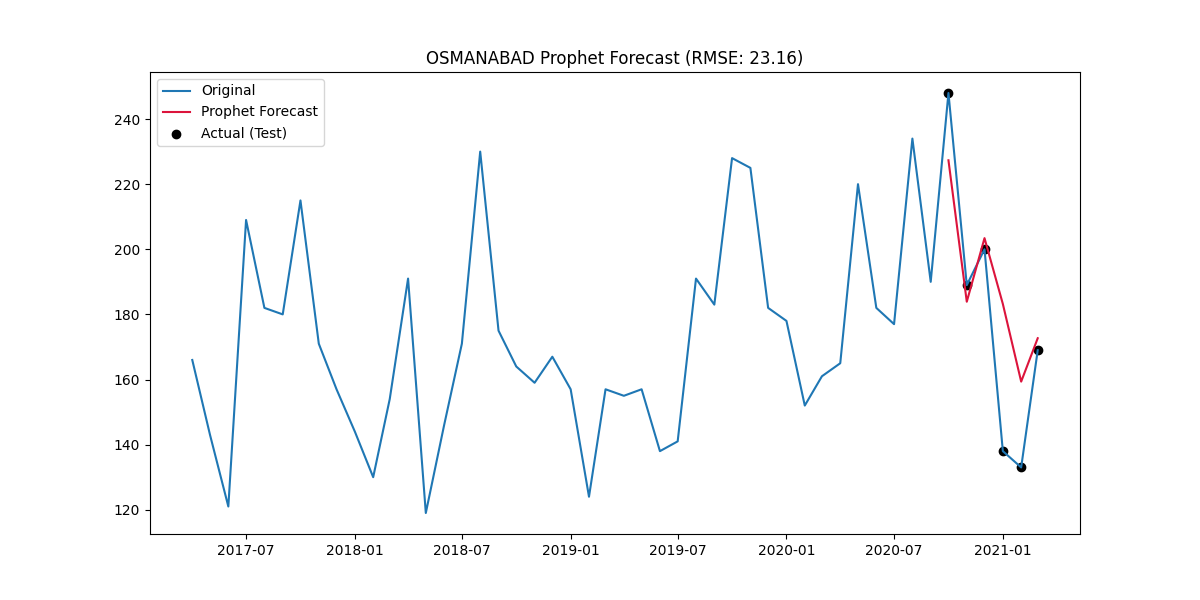 OSMANABAD Prophet Forecast (RMSE: 23.16)
Original
Prophet Forecast
Actual (Test)
240
220
200
180
160
140
120
2017-07 2018-01 2018-07 2019-01 2019-07 2020-01 2020-07 2021-01